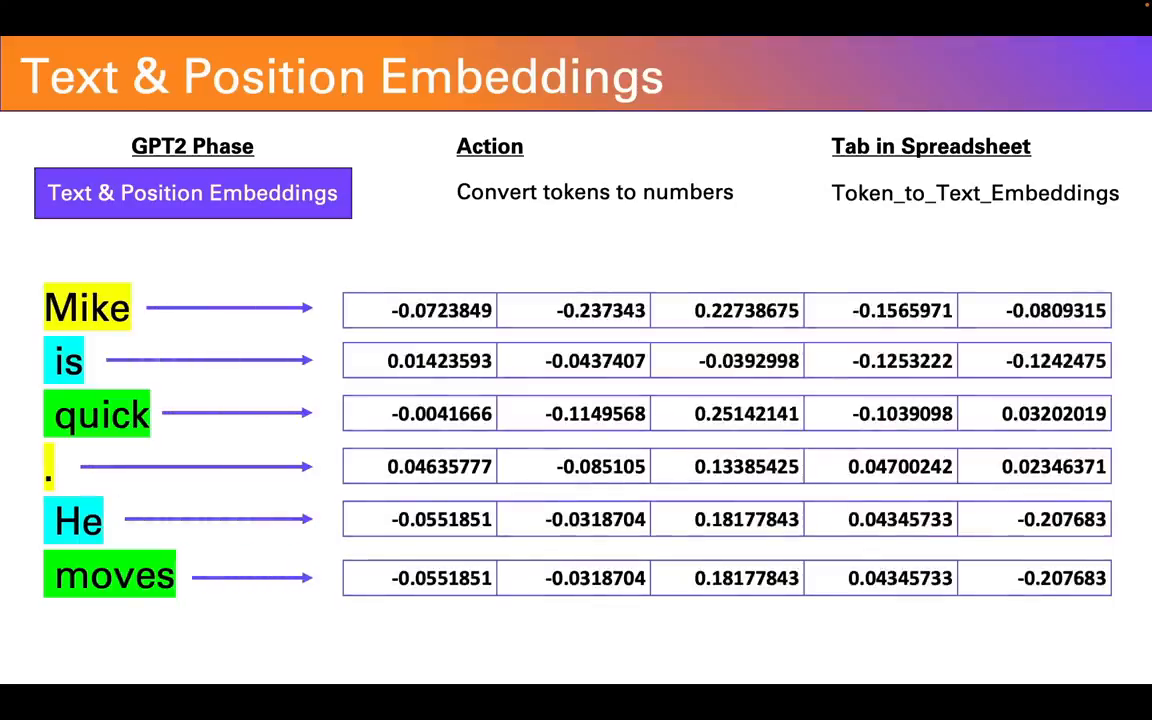 Text & Position Embeddings
GPT2 Phase Action Tab in Spreadsheet
Text & Position Embeddings Convert tokens to numbers Token_to_Text_Embeddings
Mike -0.0723849 -0.237343 0.22738675 -0.1565971 -0.0809315
is 0.01423593 -0.0437407 -0.0392998 -0.1253222 -0.1242475
quick -0.0041666 -0.1149568 0.25142141 -0.1039098 0.03202019
. 0.04635777 -0.085105 0.13385425 0.04700242 0.02346371
He -0.0551851 -0.0318704 0.18177843 0.04345733 -0.207683
moves -0.0551851 -0.0318704 0.18177843 0.04345733 -0.207683